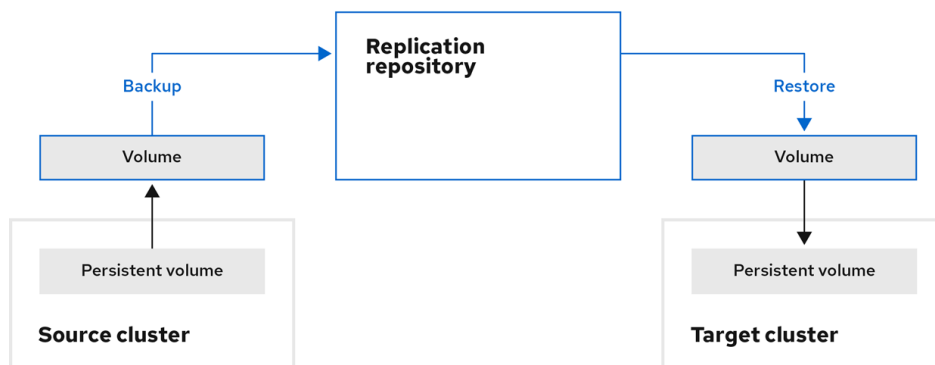 Replication
repository
Backup
Restore
Volume
Volume
Persistent volume
Persistent volume
Source cluster
Target cluster